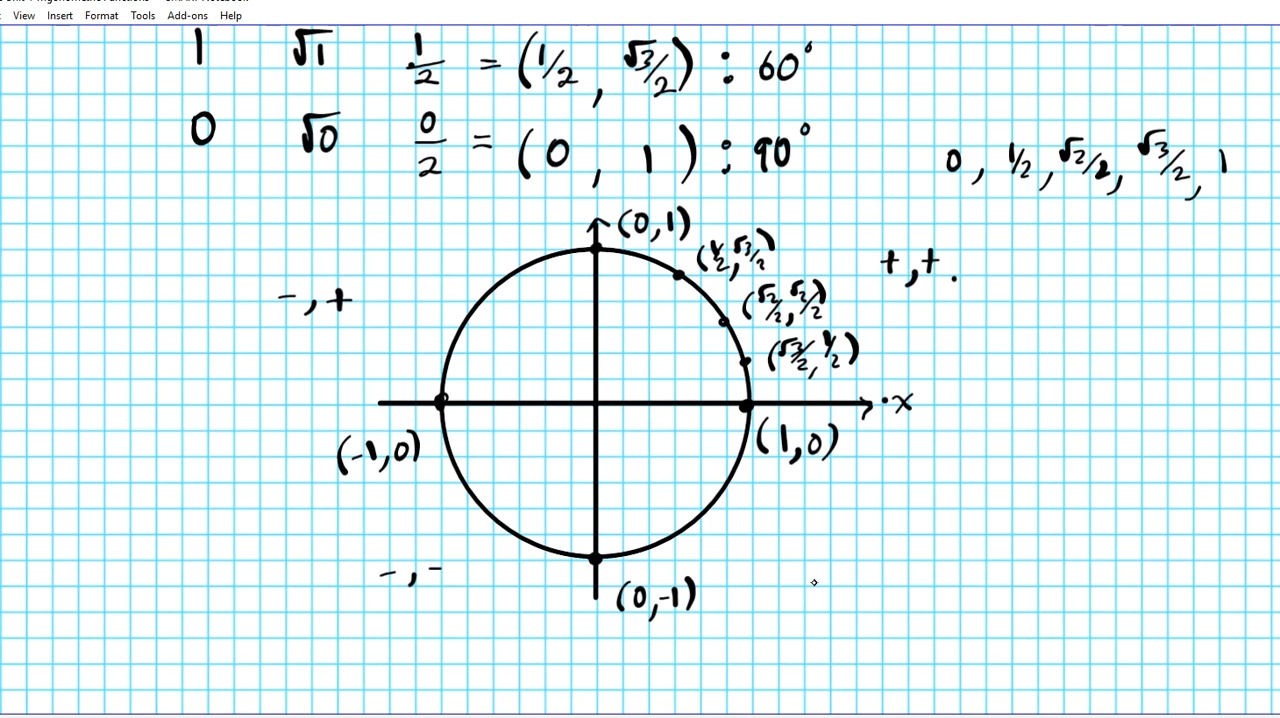 View Insert Format Tools Add-ons Help
1 √1 1/2 = (1/2, √3/2) : 60°
0 √0 0/2 = (0, 1) : 90°
0, 1/2, √2/2, √3/2, 1
(0,1)
(1/2, √3/2)
+,+.
-,+
(√2/2, √2/2)
(√3/2, 1/2)
x
(-1,0)
(1,0)
-,-
(0,-1)